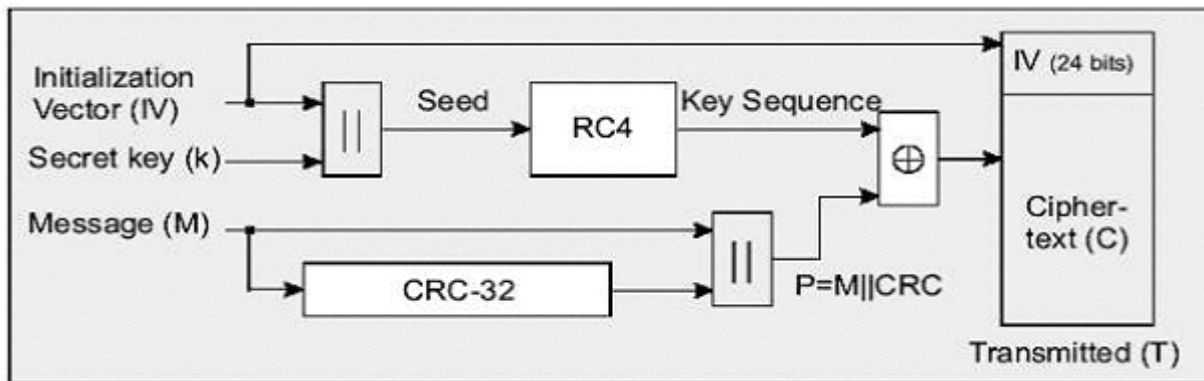 Initialization
Vector (IV)
Secret key (k)
Message (M)
||
Seed
RC4
Key Sequence
⊕
CRC-32
||
P=M||CRC
IV (24 bits)
Cipher-
text (C)
Transmitted (T)